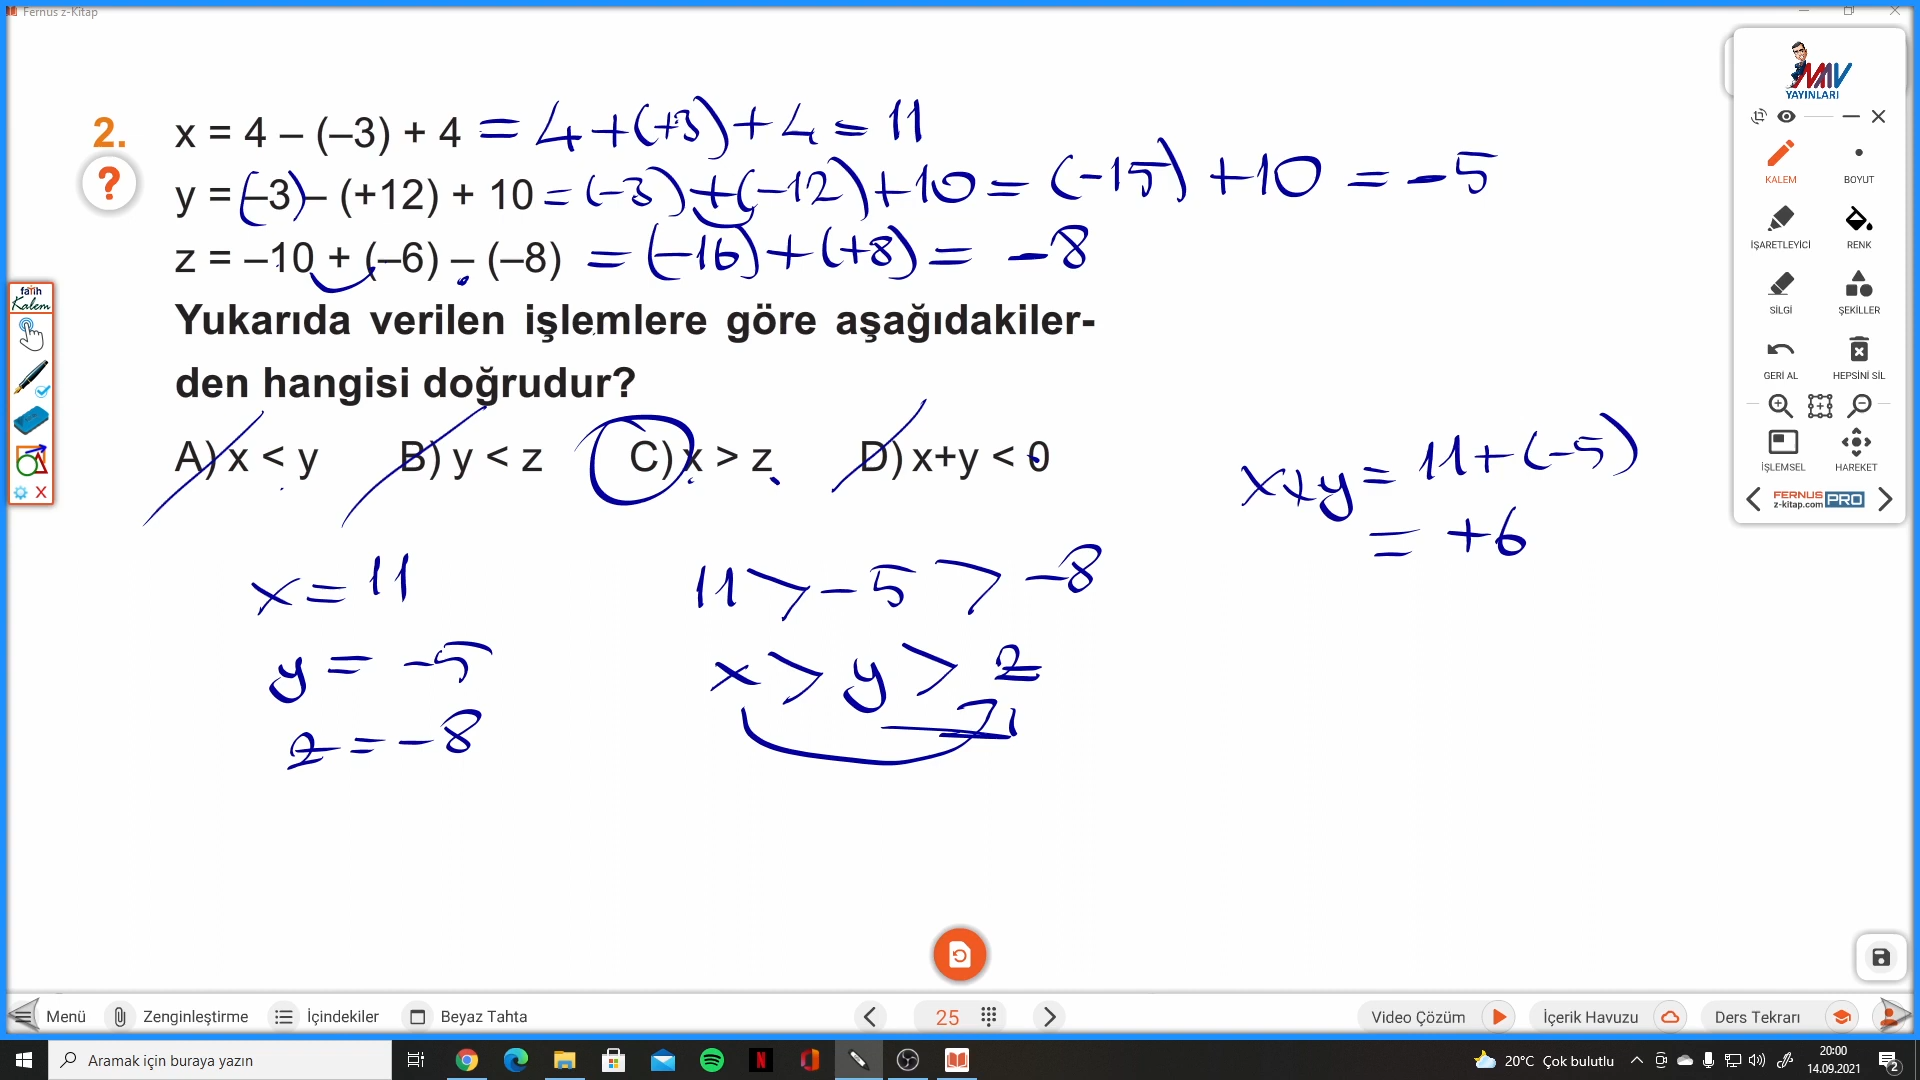 Fernus z-Kitap
MAV
YAYINLARI
2. x = 4 – (–3) + 4 = 4 + (+3) + 4 = 11
? y = (–3) – (+12) + 10 = (-3) + (-12) + 10 = (-15) + 10 = -5
z = –10 + (–6) – (–8) = (-16) + (+8) = -8
Yukarıda verilen işlemlere göre aşağıdakiler-
den hangisi doğrudur?
A) x < y B) y < z C) x > z D) x+y < 0
x+y = 11 + (-5)
= +6
x = 11
y = -5
z = -8
11 > -5 > -8
x > y > z
fatih
Kalem
KALEM BOYUT
İŞARETLEYİCİ RENK
SİLGİ ŞEKİLLER
GERİ AL HEPSİNİ SİL
İŞLEMSEL HAREKET
FERNUS
z-kitap.com PRO
Menü Zenginleştirme İçindekiler Beyaz Tahta 25 Video Çözüm İçerik Havuzu Ders Tekrarı
Aramak için buraya yazın
20°C Çok bulutlu
20:00
14.09.2021
2